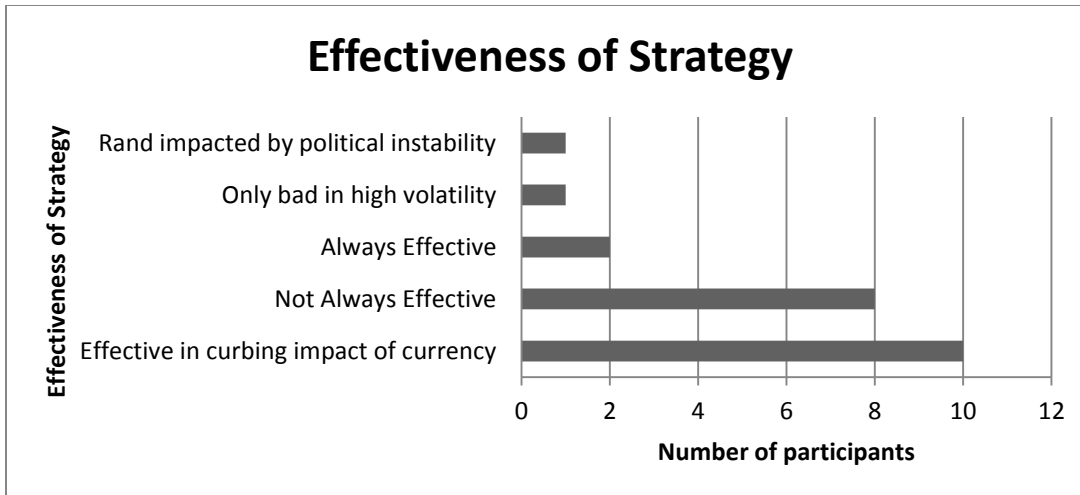 Effectiveness of Strategy
Effectiveness of Strategy
Rand impacted by political instability
Only bad in high volatility
Always Effective
Not Always Effective
Effective in curbing impact of currency
0 2 4 6 8 10 12
Number of participants